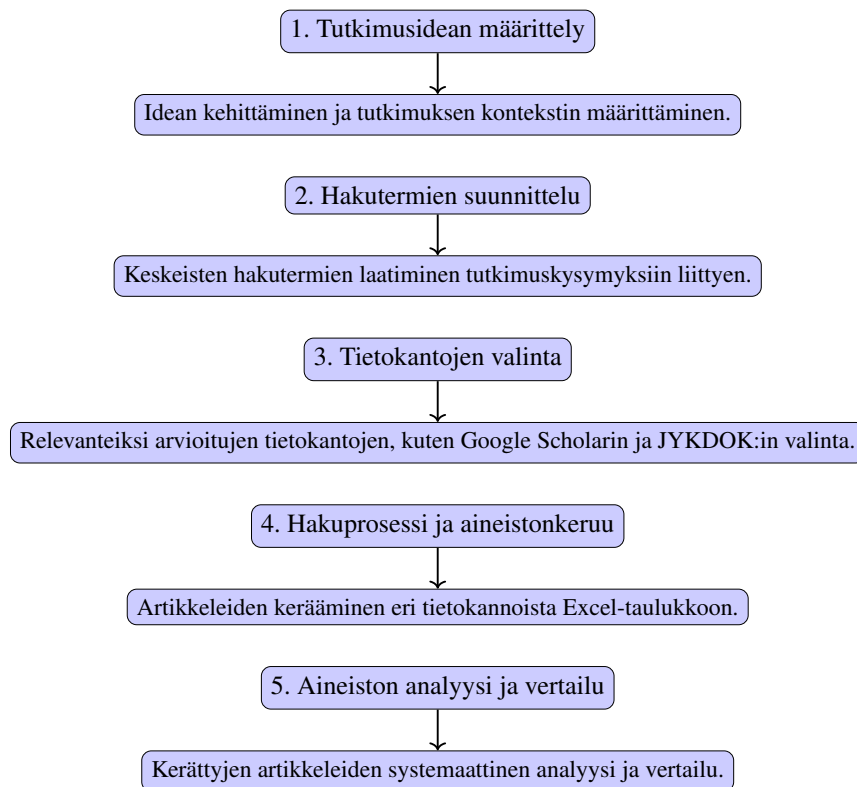 1. Tutkimusidean määrittely
Idean kehittäminen ja tutkimuksen kontekstin määrittäminen.
2. Hakutermien suunnittelu
Keskeisten hakutermien laatiminen tutkimuskysymyksiin liittyen.
3. Tietokantojen valinta
Relevanteiksi arvioitujen tietokantojen, kuten Google Scholarin ja JYKDOK:in valinta.
4. Hakuprosessi ja aineistonkeruu
Artikkeleiden kerääminen eri tietokannoista Excel-taulukkoon.
5. Aineiston analyysi ja vertailu
Kerättyjen artikkeleiden systemaattinen analyysi ja vertailu.